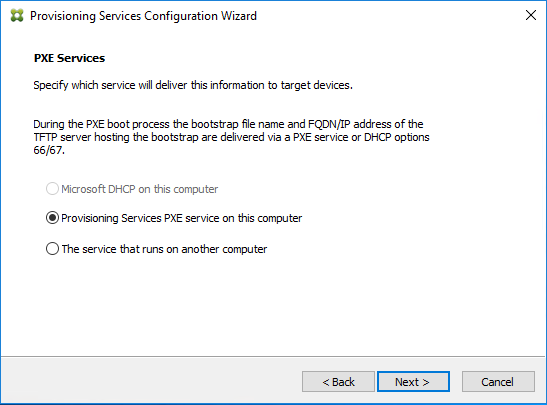 Provisioning Services Configuration Wizard
PXE Services
Specify which service will deliver this information to target devices.
During the PXE boot process the bootstrap file name and FQDN/IP address of the
TFTP server hosting the bootstrap are delivered via a PXE service or DHCP options
66/67.
Microsoft DHCP on this computer
Provisioning Services PXE service on this computer
The service that runs on another computer
< Back Next > Cancel